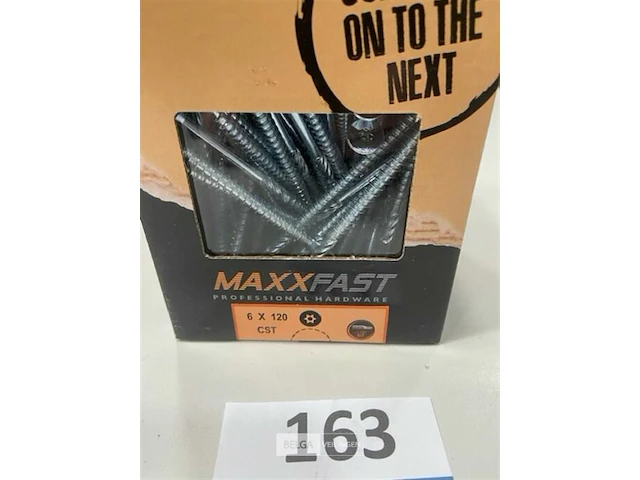 ON TO THE
NEXT
MAXXFAST
PROFESSIONAL HARDWARE
6 X 120
CST
163
BELGA